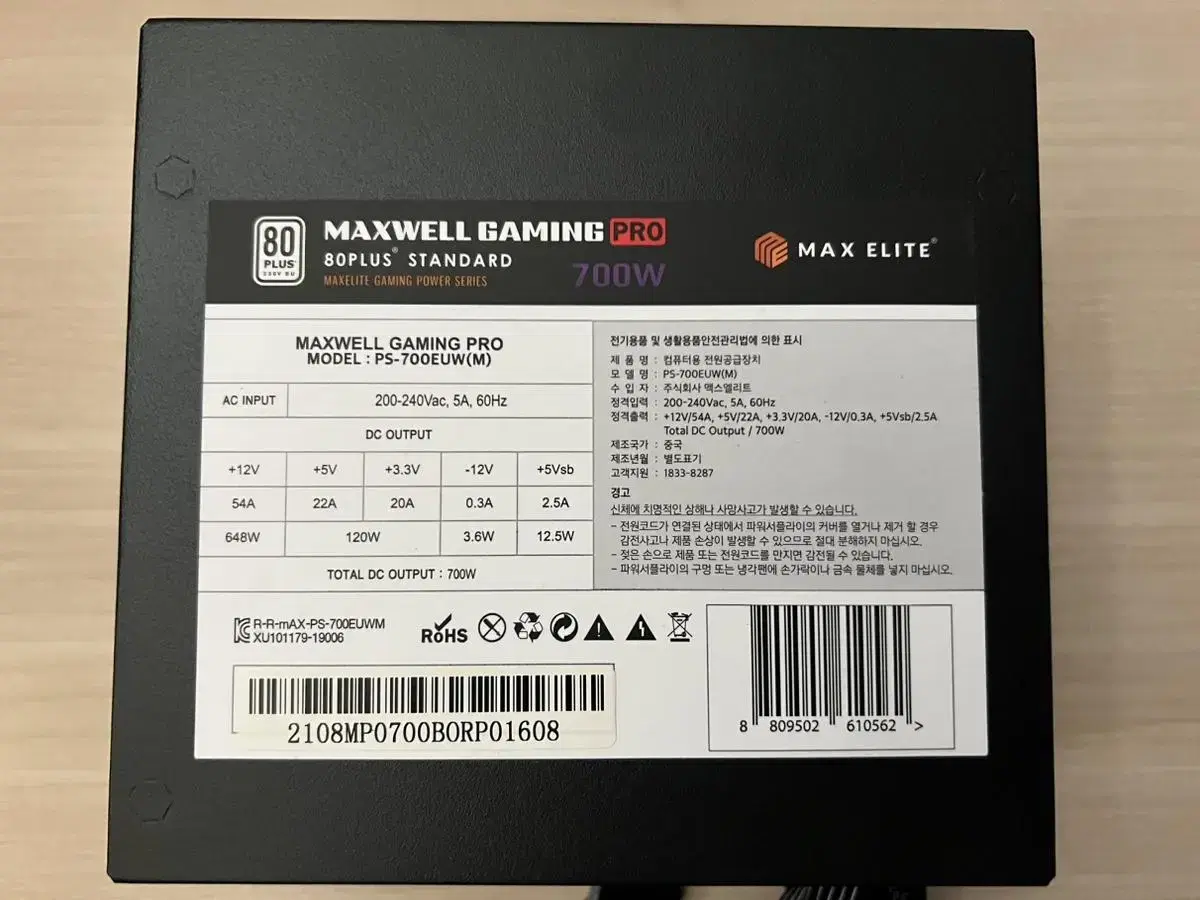 80
PLUS
230V EU
MAXWELL GAMING PRO
80PLUS® STANDARD
700W
MAXELITE GAMING POWER SERIES
MAX ELITE®
MAXWELL GAMING PRO
MODEL : PS-700EUW(M)
AC INPUT 200-240Vac, 5A, 60Hz
DC OUTPUT
+12V +5V +3.3V -12V +5Vsb
54A 22A 20A 0.3A 2.5A
648W 120W 3.6W 12.5W
TOTAL DC OUTPUT : 700W
전기용품 및 생활용품안전관리법에 의한 표시
제 품 명 : 컴퓨터용 전원공급장치
모 델 명 : PS-700EUW(M)
수 입 자 : 주식회사 맥스엘리트
정격입력 : 200-240Vac, 5A, 60Hz
정격출력 : +12V/54A, +5V/22A, +3.3V/20A, -12V/0.3A, +5Vsb/2.5A
Total DC Output / 700W
제조국가 : 중국
제조년월 : 별도표기
고객지원 : 1833-8287
경고
신체에 치명적인 상해나 사망사고가 발생할 수 있습니다.
- 전원코드가 연결된 상태에서 파워서플라이의 커버를 열거나 제거 할 경우
감전사고나 제품 손상이 발생할 수 있으므로 절대 분해하지 마십시오.
- 젖은 손으로 제품 또는 전원코드를 만지면 감전될 수 있습니다.
- 파워서플라이의 구멍 또는 냉각팬에 손가락이나 금속 물체를 넣지 마십시오.
R-R-mAX-PS-700EUWM
XU101179-19006
RoHS
2108MP0700BORP01608
8 809502 610562 >